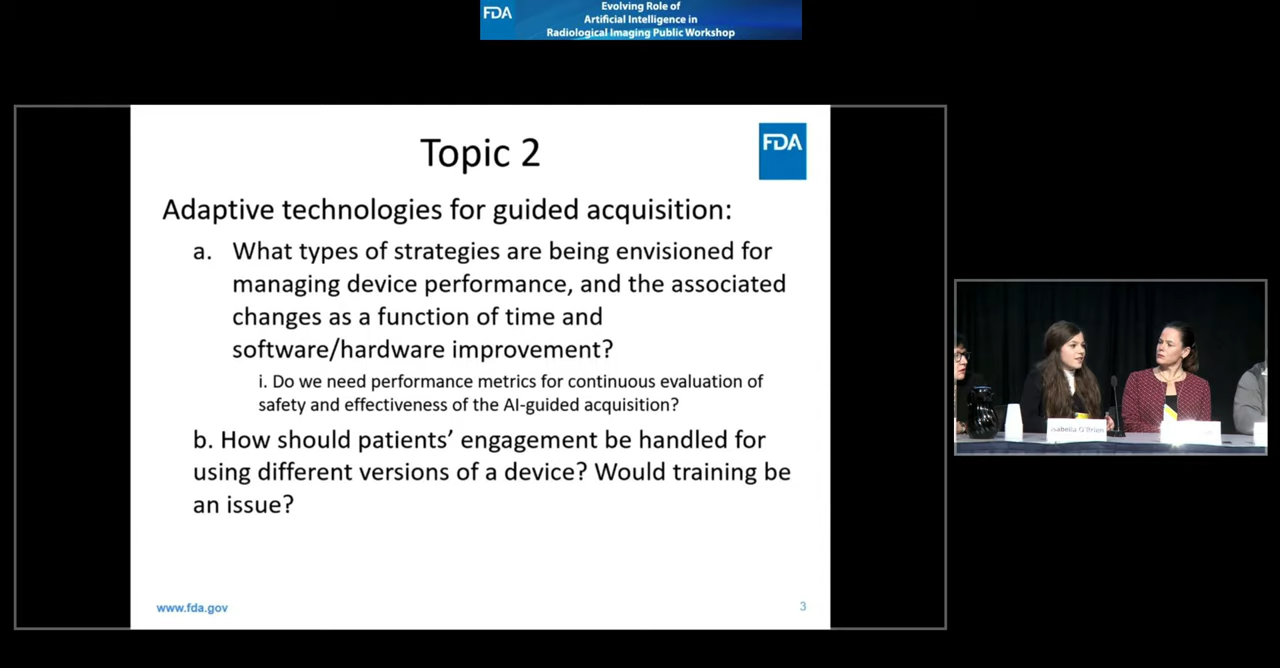 FDA
Evolving Role of
Artificial Intelligence in
Radiological Imaging Public Workshop
Topic 2
FDA
Adaptive technologies for guided acquisition:
a. What types of strategies are being envisioned for
managing device performance, and the associated
changes as a function of time and
software/hardware improvement?
i. Do we need performance metrics for continuous evaluation of
safety and effectiveness of the AI-guided acquisition?
b. How should patients’ engagement be handled for
using different versions of a device? Would training be
an issue?
www.fda.gov
3
Isabella O'Brien